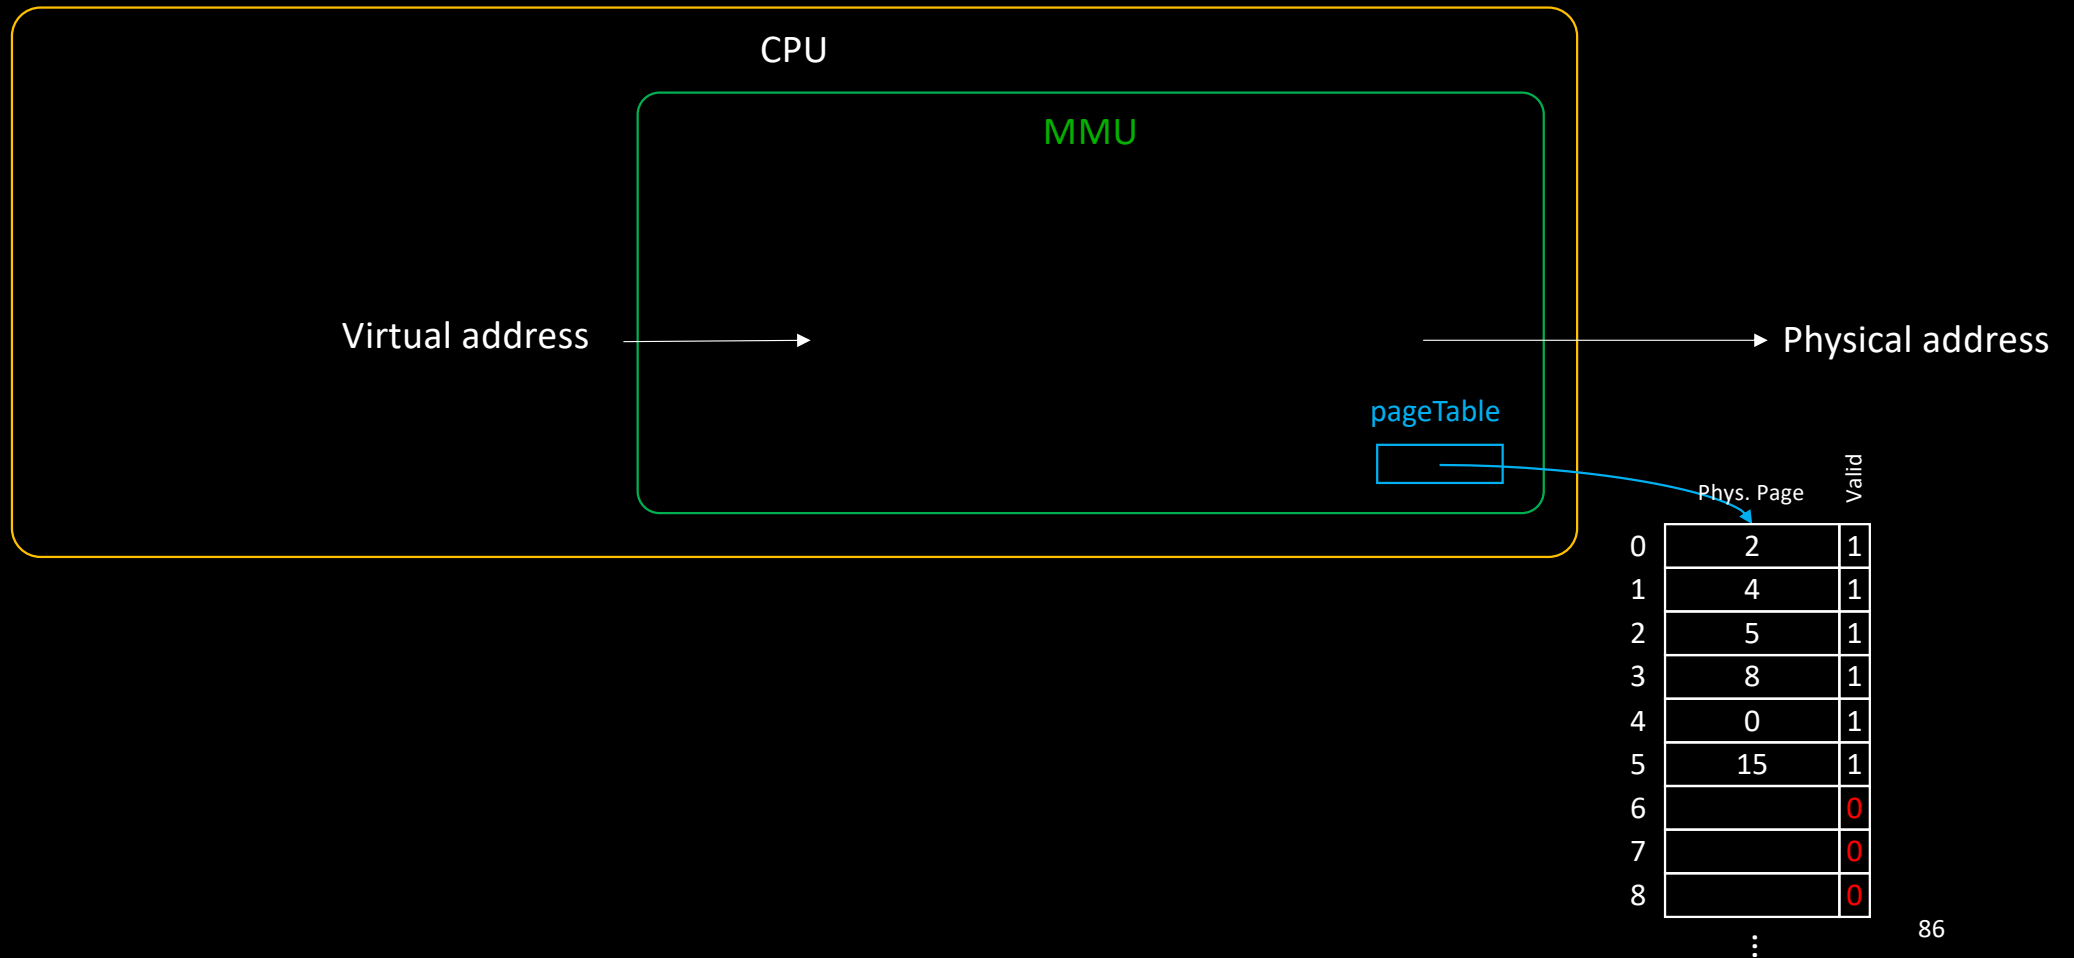 CPU
MMU
Virtual address
Physical address
pageTable
Phys. Page Valid
0 2 1
1 4 1
2 5 1
3 8 1
4 0 1
5 15 1
6 0
7 0
8 0
86
...